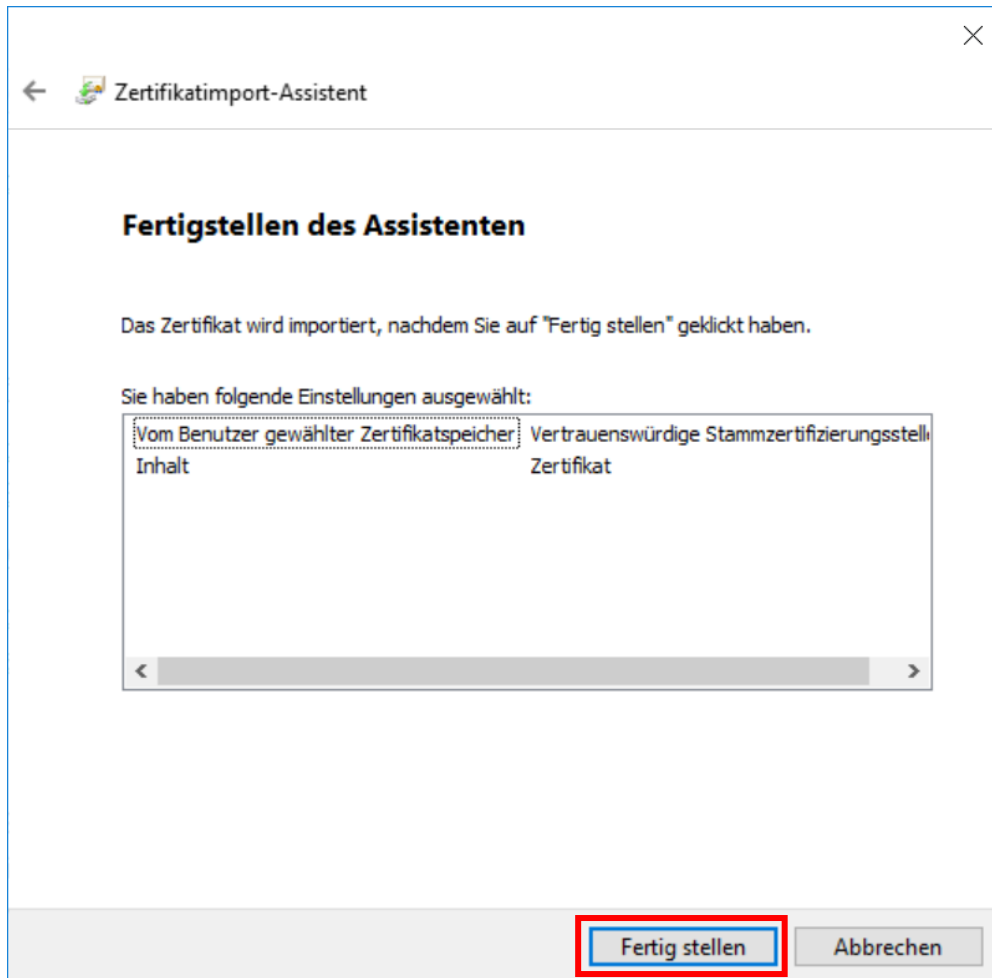 Zertifikatimport-Assistent
Fertigstellen des Assistenten
Das Zertifikat wird importiert, nachdem Sie auf "Fertig stellen" geklickt haben.
Sie haben folgende Einstellungen ausgewählt:
Vom Benutzer gewählter Zertifikatspeicher Vertrauenswürdige Stammzertifizierungsstell
Inhalt Zertifikat
Fertig stellen Abbrechen